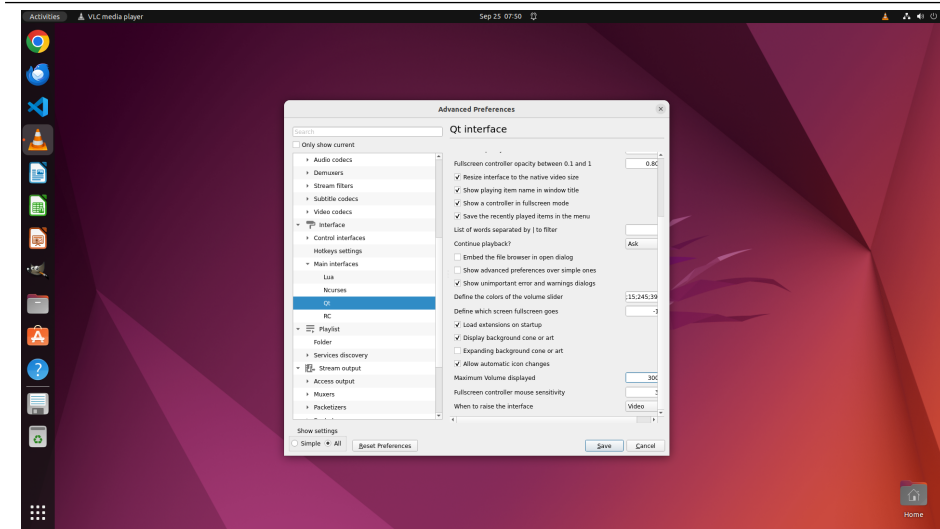 Activities VLC media player Sep 25 07:50
Advanced Preferences
Search
Only show current
Audio codecs
Demuxers
Stream filters
Subtitle codecs
Video codecs
Interface
Control interfaces
Hotkeys settings
Main interfaces
Lua
Ncurses
Qt
RC
Playlist
Folder
Services discovery
Stream output
Access output
Muxers
Packetizers
Show settings
Simple All Reset Preferences
Qt interface
Fullscreen controller opacity between 0.1 and 1 0.80
Resize interface to the native video size
Show playing item name in window title
Show a controller in fullscreen mode
Save the recently played items in the menu
List of words separated by | to filter
Continue playback? Ask
Embed the file browser in open dialog
Show advanced preferences over simple ones
Show unimportant error and warnings dialogs
Define the colors of the volume slider ;15;245;39
Define which screen fullscreen goes -1
Load extensions on startup
Display background cone or art
Expanding background cone or art
Allow automatic icon changes
Maximum Volume displayed 300
Fullscreen controller mouse sensitivity 3
When to raise the interface Video
Save Cancel
Home